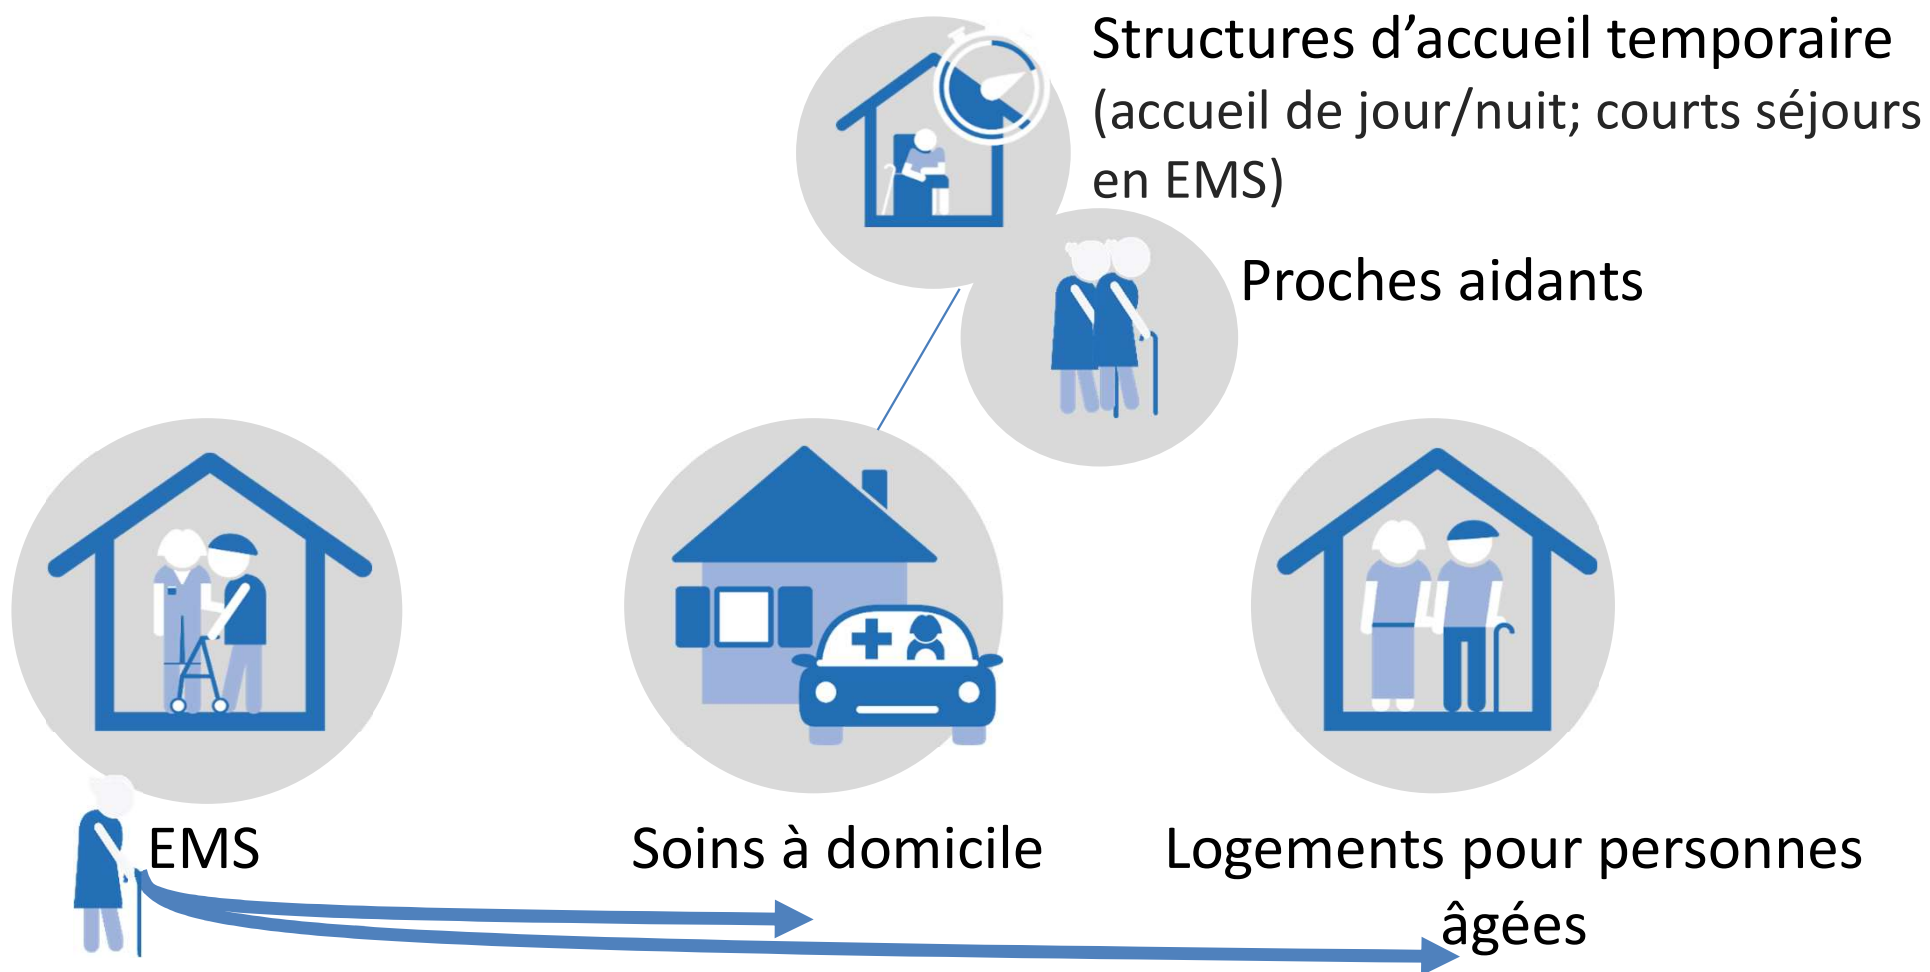 Structures d’accueil temporaire
(accueil de jour/nuit; courts séjours
en EMS)
Proches aidants
EMS
Soins à domicile
Logements pour personnes
âgées